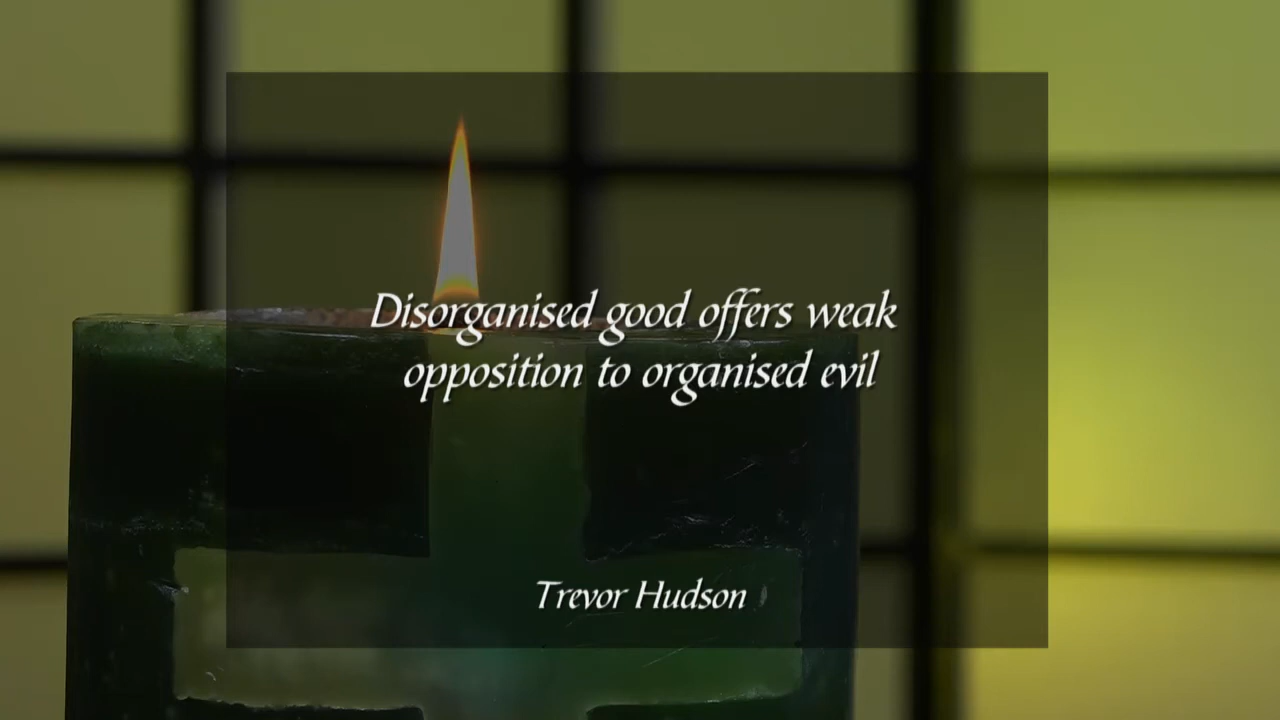 Disorganised good offers weak
opposition to organised evil
Trevor Hudson